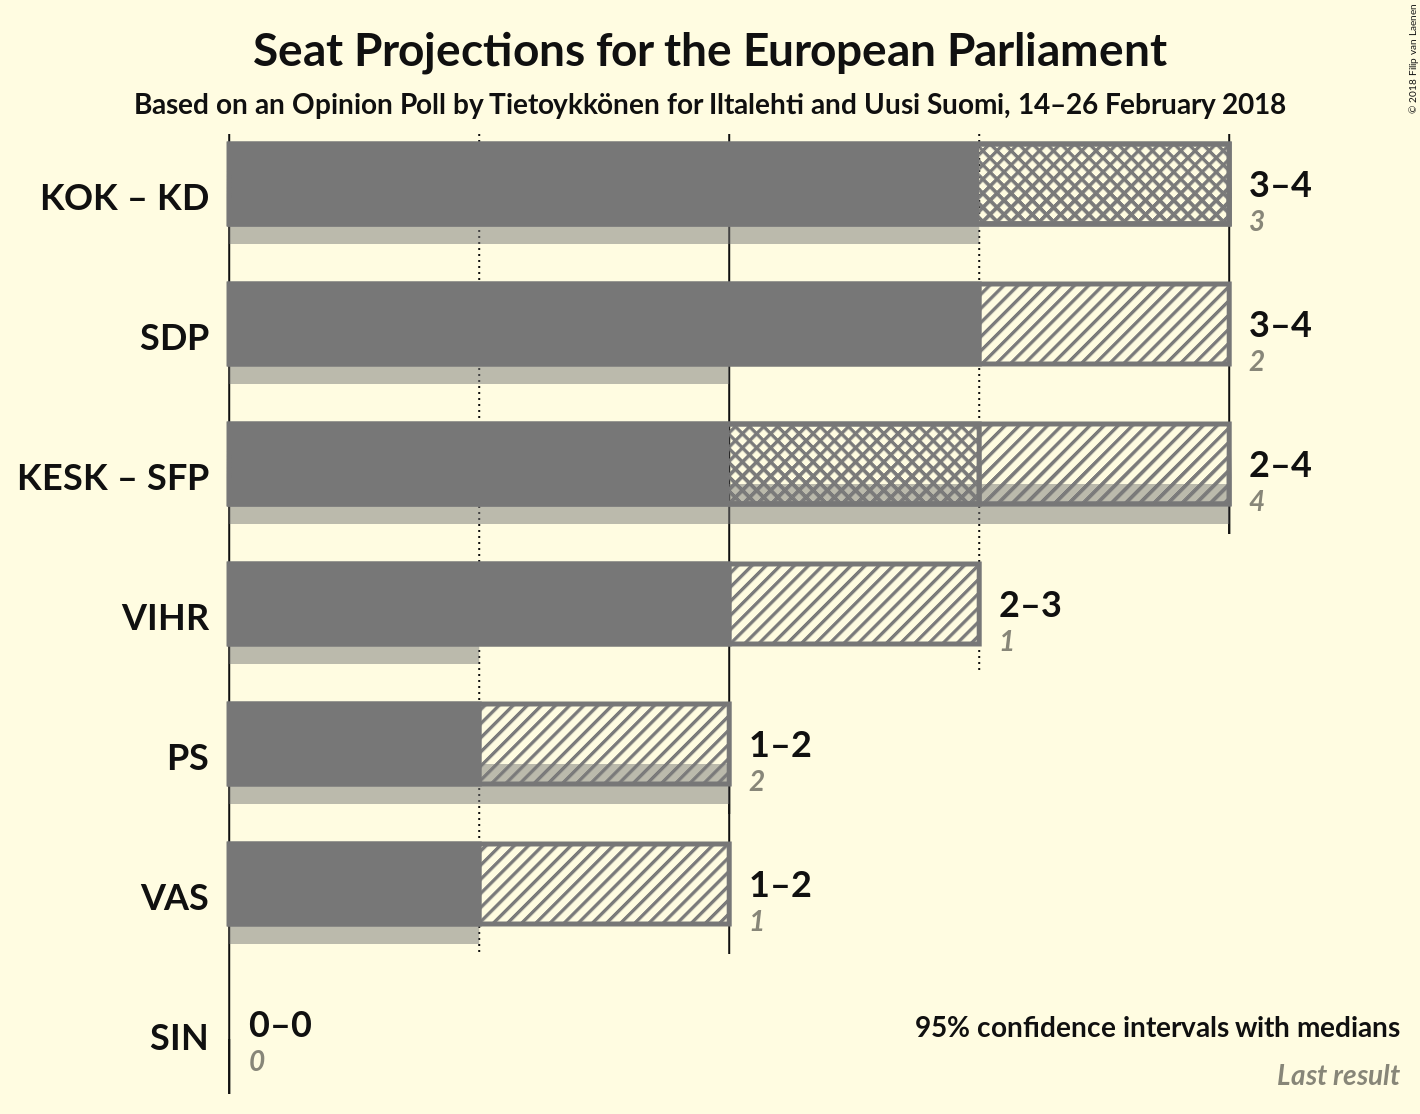 Seat Projections for the European Parliament
Based on an Opinion Poll by Tietoykkönen for Iltalehti and Uusi Suomi, 14–26 February 2018
© 2018 Filip van Laenen
KOK – KD
3–4
3
SDP
3–4
2
KESK – SFP
2–4
4
VIHR
2–3
1
PS
1–2
2
VAS
1–2
1
SIN
0–0
0
95% confidence intervals with medians
Last result